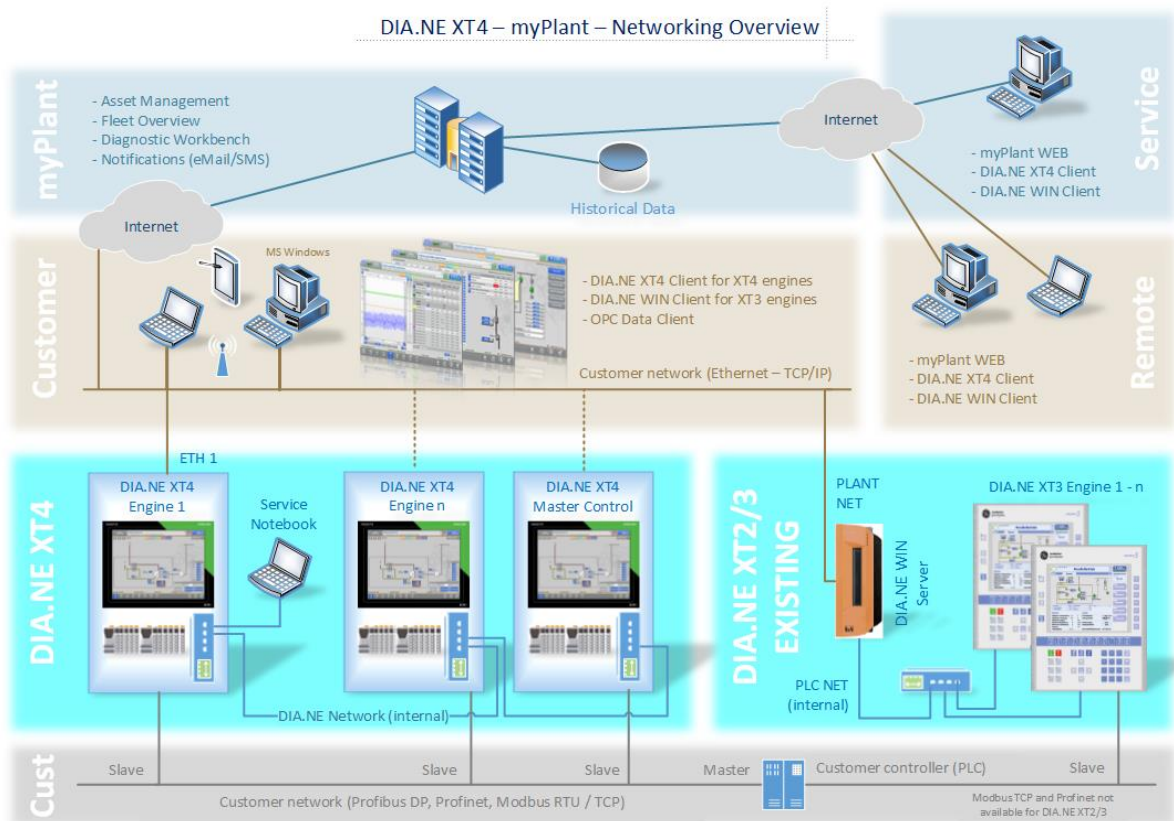 DIA.NE XT4 – myPlant – Networking Overview
myPlant
- Asset Management
- Fleet Overview
- Diagnostic Workbench
- Notifications (eMail/SMS)
Historical Data
Internet
Internet
Service
- myPlant WEB
- DIA.NE XT4 Client
- DIA.NE WIN Client
Customer
MS Windows
- DIA.NE XT4 Client for XT4 engines
- DIA.NE WIN Client for XT3 engines
- OPC Data Client
Customer network (Ethernet – TCP/IP)
Remote
- myPlant WEB
- DIA.NE XT4 Client
- DIA.NE WIN Client
DIA.NE XT4
ETH 1
DIA.NE XT4
Engine 1
Service
Notebook
DIA.NE XT4
Engine n
DIA.NE XT4
Master Control
DIA.NE Network (internal)
DIA.NE XT2/3
EXISTING
PLANT
NET
DIA.NE WIN
Server
DIA.NE XT3 Engine 1 - n
PLC NET
(internal)
Cust
Slave
Slave
Slave
Master
Customer controller (PLC)
Slave
Customer network (Profibus DP, Profinet, Modbus RTU / TCP)
Modbus TCP and Profinet not
available for DIA.NE XT2/3